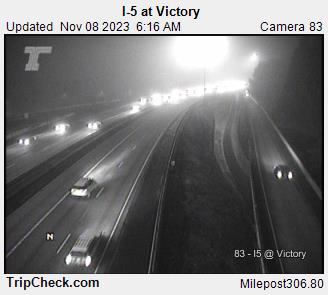 I-5 at Victory
Updated Nov 08 2023 6:16 AM Camera 83
T
N
83 - I5 @ Victory
TripCheck.com Milepost306.80